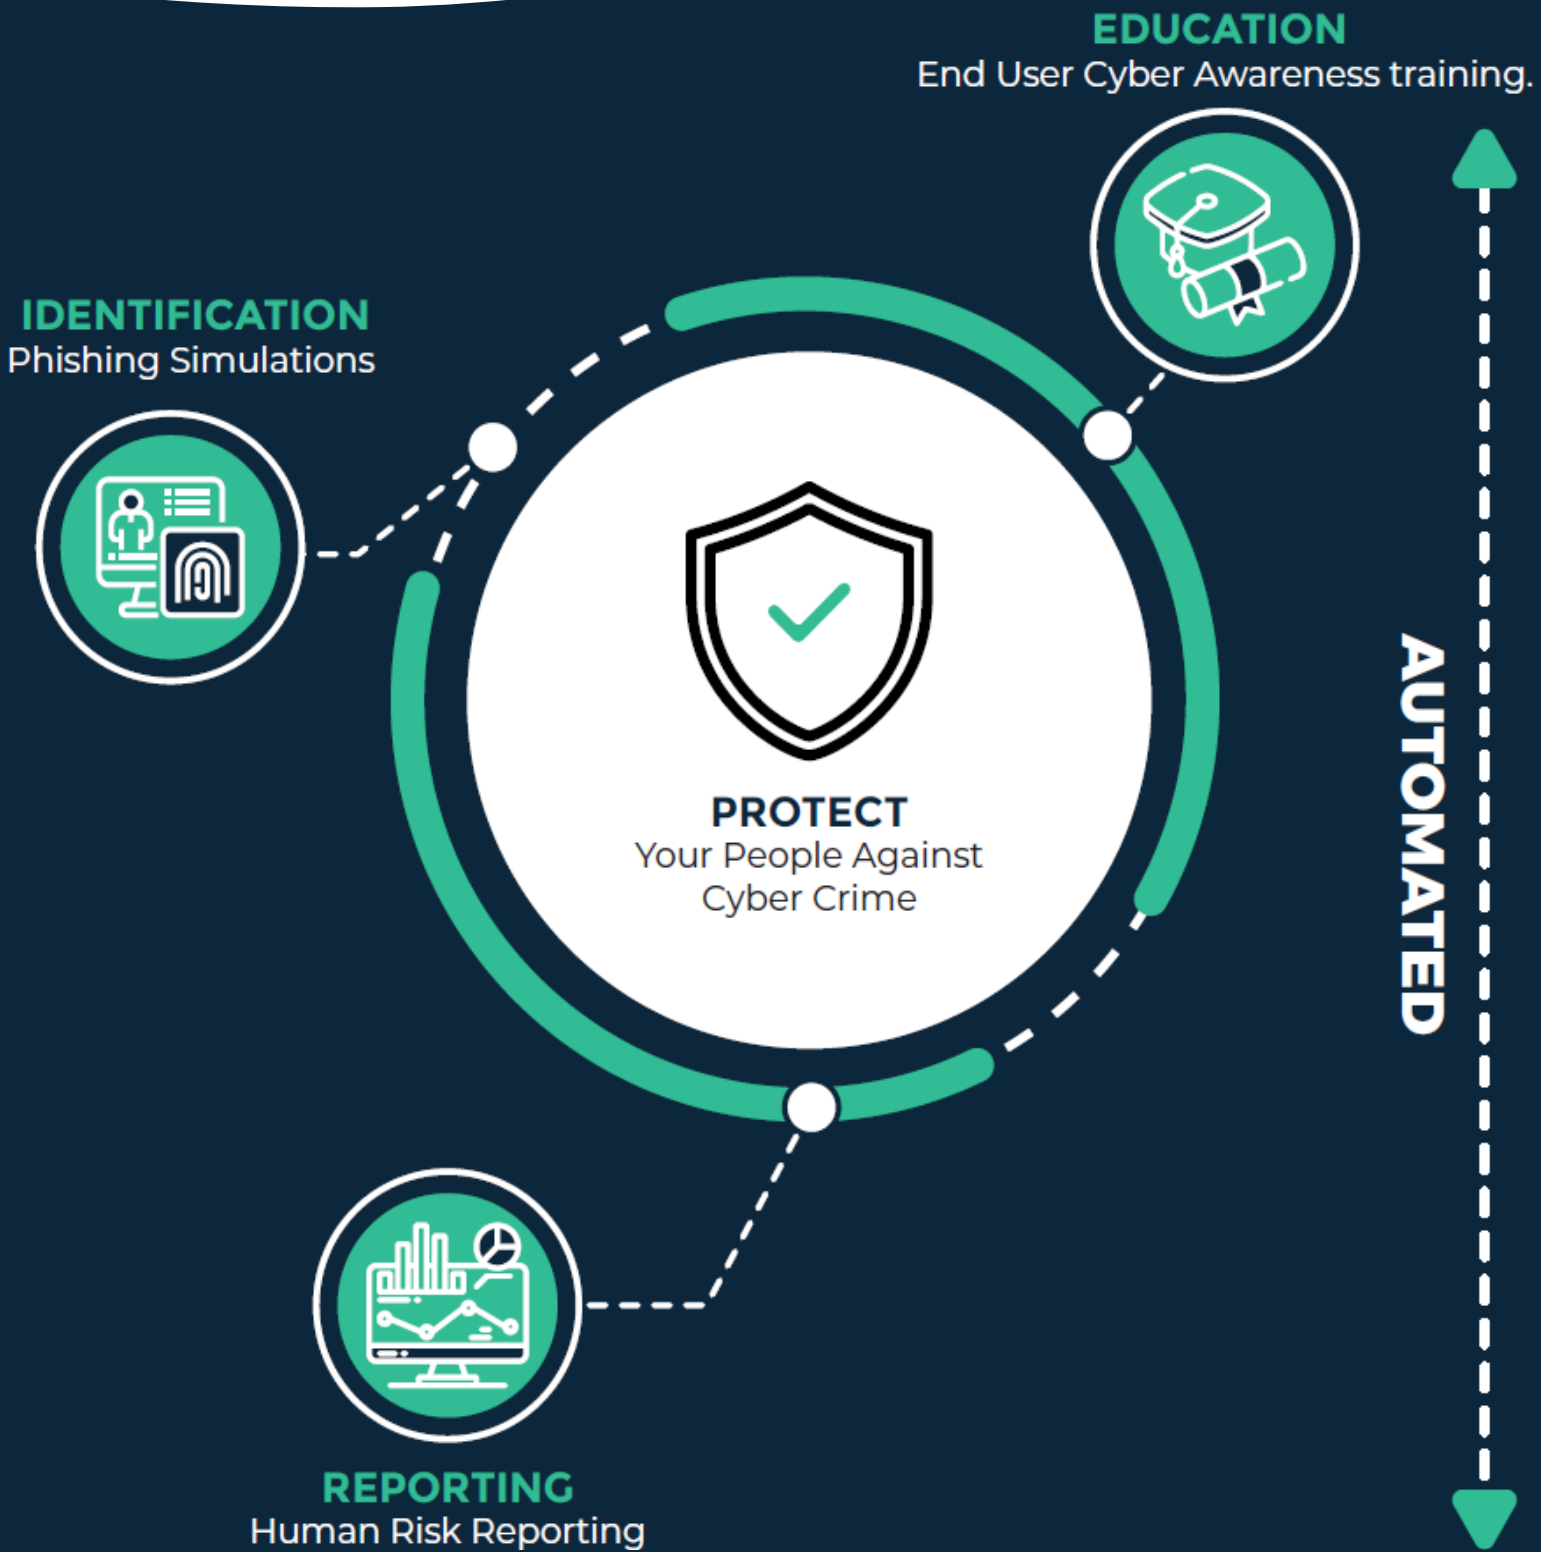 EDUCATION
End User Cyber Awareness training.
IDENTIFICATION
Phishing Simulations
PROTECT
Your People Against
Cyber Crime
AUTOMATED
REPORTING
Human Risk Reporting